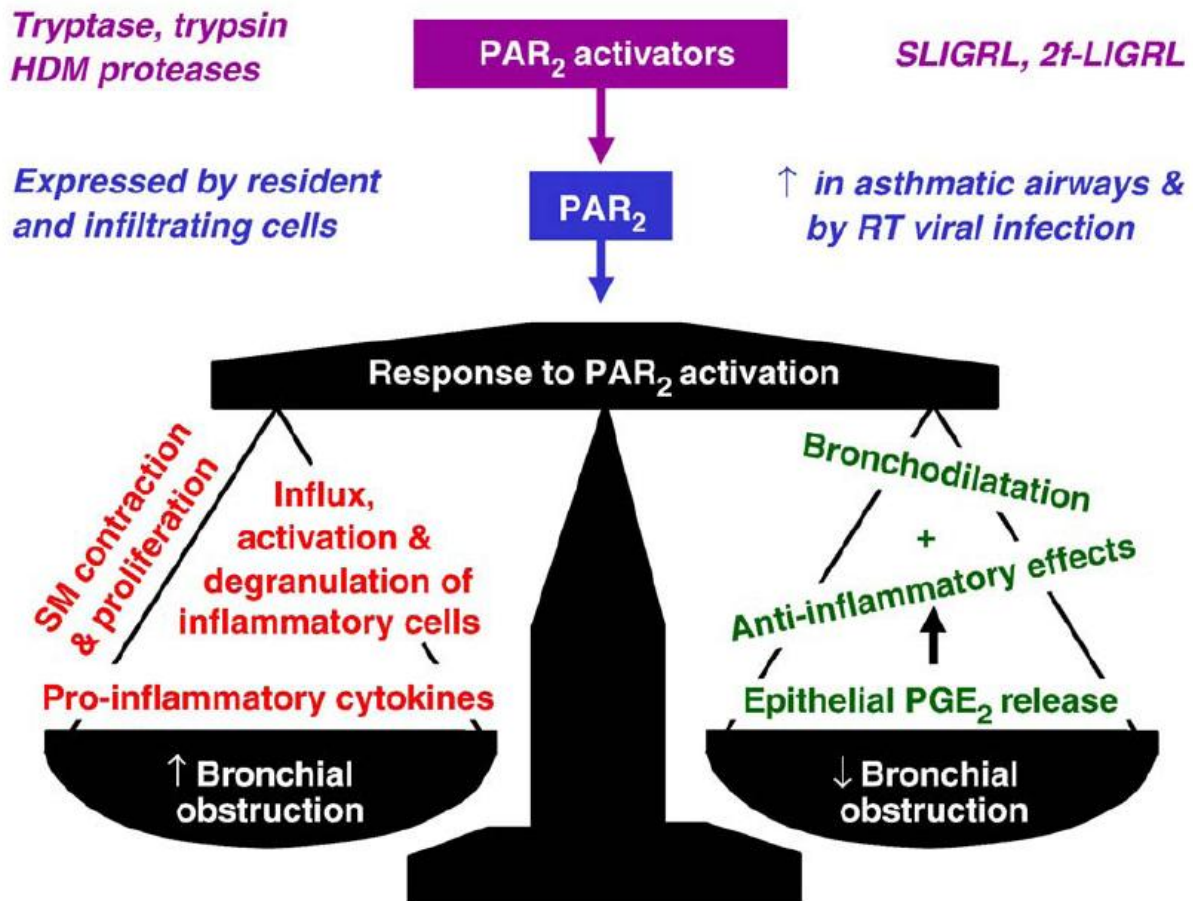 Tryptase, trypsin
HDM proteases
PAR₂ activators
SLIGRL, 2f-LIGRL
Expressed by resident
and infiltrating cells
PAR₂
↑ in asthmatic airways &
by RT viral infection
Response to PAR₂ activation
SM contraction
& proliferation
Influx,
activation &
degranulation of
inflammatory cells
Pro-inflammatory cytokines
↑ Bronchial
obstruction
Bronchodilatation
+
Anti-inflammatory effects
Epithelial PGE₂ release
↓ Bronchial
obstruction